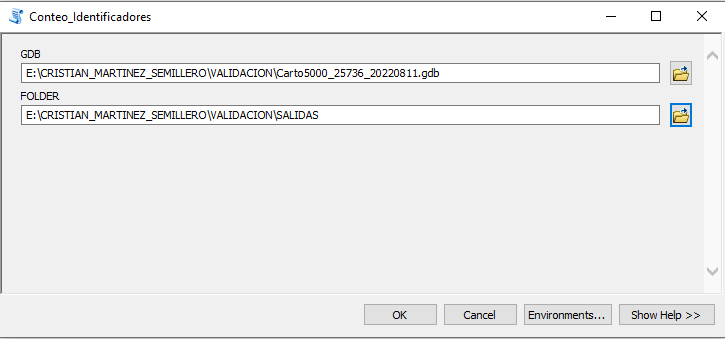 Conteo_Identificadores
GDB
E:\CRISTIAN_MARTINEZ_SEMILLERO\VALIDACION\Carto5000_25736_20220811.gdb
FOLDER
E:\CRISTIAN_MARTINEZ_SEMILLERO\VALIDACION\SALIDAS
OK Cancel Environments... Show Help >>